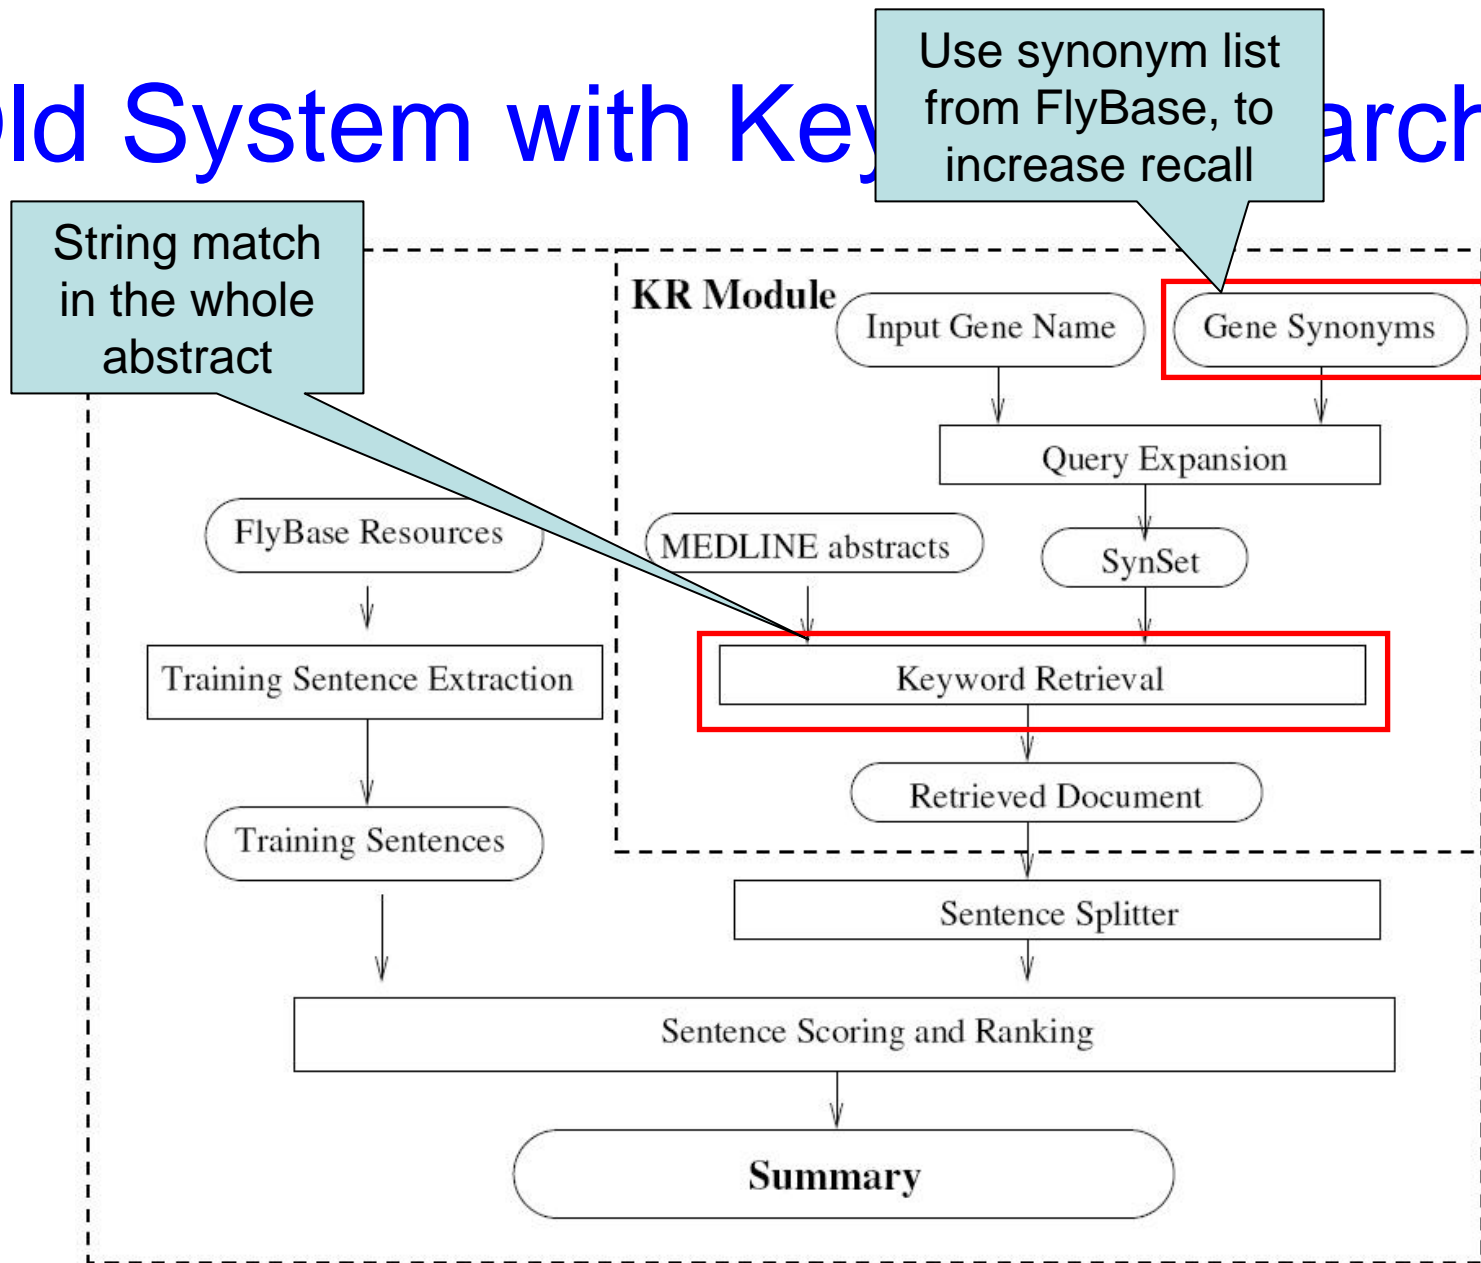 ld System with Key arch
Use synonym list
from FlyBase, to
increase recall
String match
in the whole
abstract
KR Module
Input Gene Name
Gene Synonyms
Query Expansion
FlyBase Resources
MEDLINE abstracts
SynSet
Training Sentence Extraction
Keyword Retrieval
Retrieved Document
Training Sentences
Sentence Splitter
Sentence Scoring and Ranking
Summary